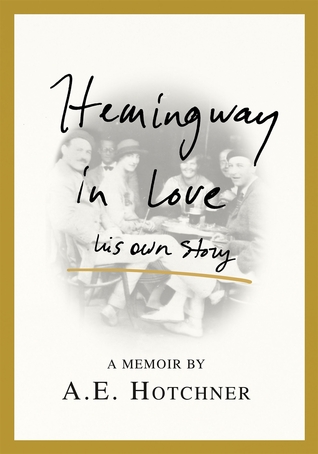 Hemingway
in love
his own story
A MEMOIR BY
A.E. HOTCHNER